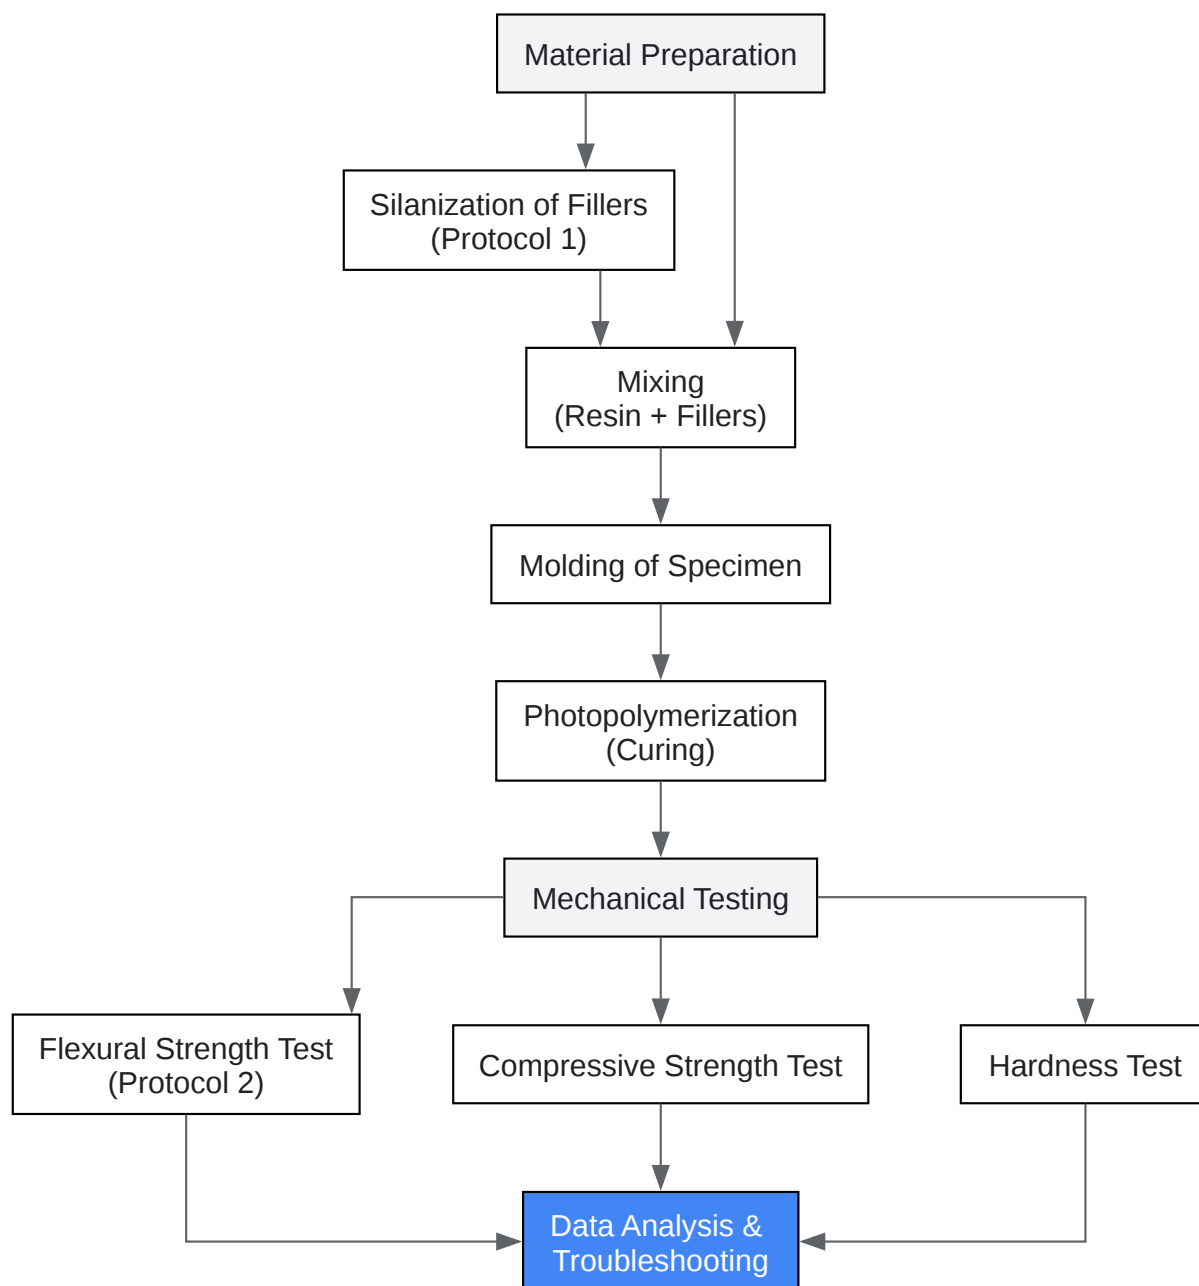 Material Preparation
Silanization of Fillers
(Protocol 1)
Mixing
(Resin + Fillers)
Molding of Specimen
Photopolymerization
(Curing)
Mechanical Testing
Flexural Strength Test
(Protocol 2)
Compressive Strength Test
Hardness Test
Data Analysis &
Troubleshooting